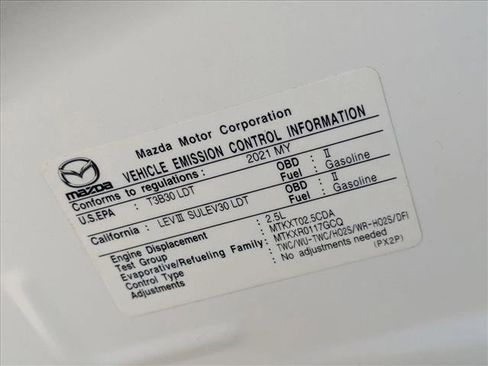 Mazda Motor Corporation
mazda
VEHICLE EMISSION CONTROL INFORMATION
Conforms to regulations: 2021 MY
U.S.EPA : T3B30 LDT OBD : II
Fuel : Gasoline
California : LEVIII SULEV30 LDT OBD : II
Fuel : Gasoline
Engine Displacement : 2.5L
Test Group : MTKXT02.5CDA
Evaporative/Refueling Family: MTKXR0117GCQ
Control Type : TWC/WU-TWC/HO2S/WR-HO2S/DFI
Adjustments : No adjustments needed
(PX2P)